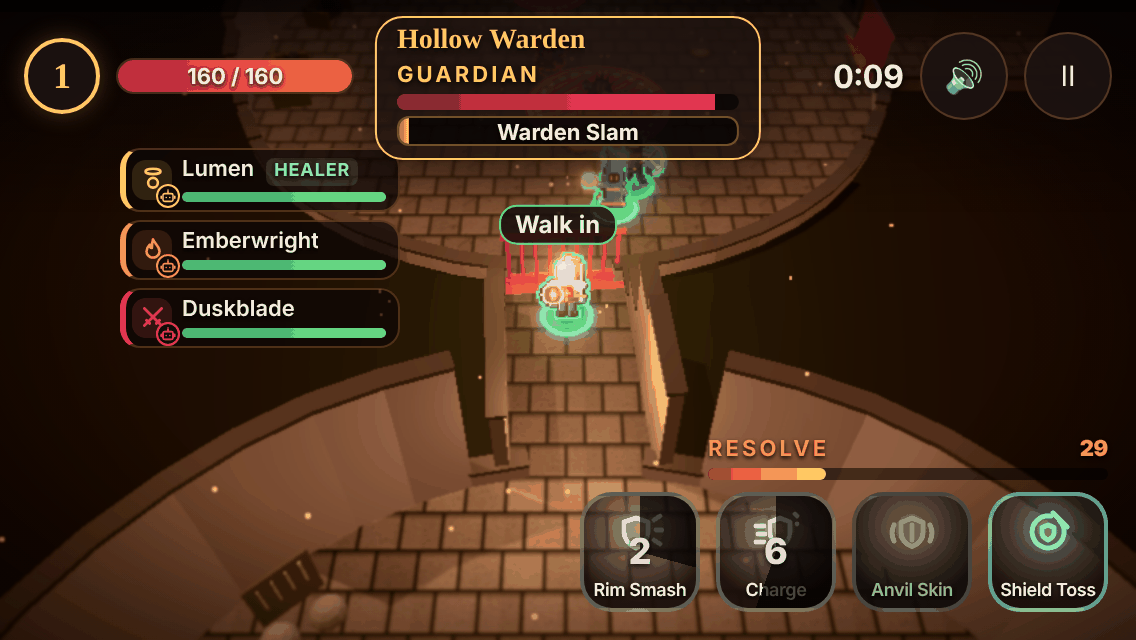 1
160 / 160
Hollow Warden
GUARDIAN
Warden Slam
0:09
Lumen HEALER
Emberwright
Duskblade
Walk in
RESOLVE 29
2
Rim Smash
6
Charge
Anvil Skin
Shield Toss